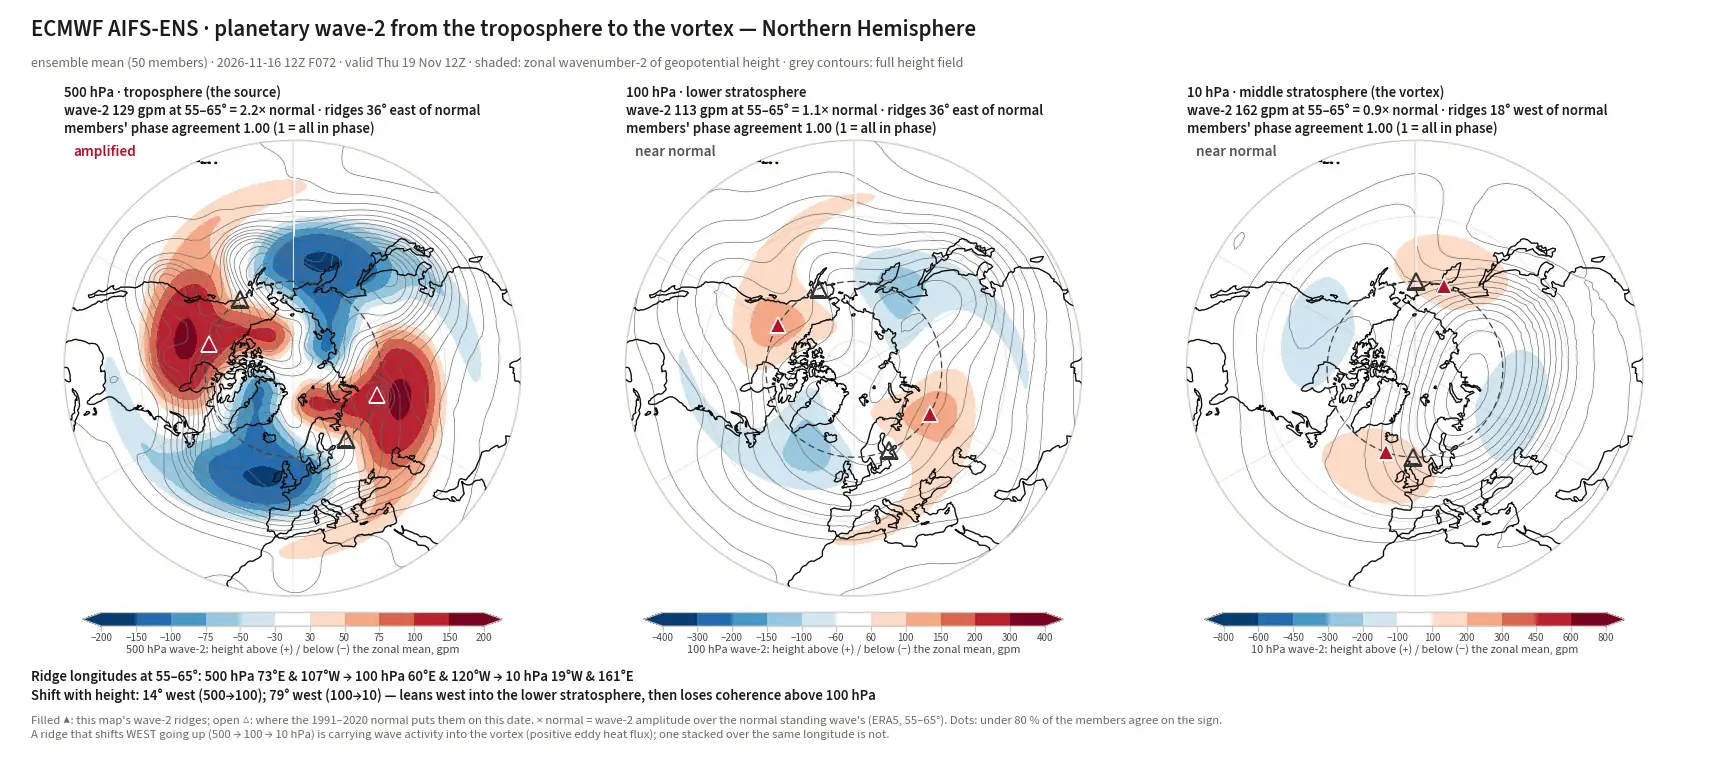 ECMWF AIFS-ENS · planetary wave-2 from the troposphere to the vortex — Northern Hemisphere
ensemble mean (50 members) · 2026-11-16 12Z F072 · valid Thu 19 Nov 12Z · shaded: zonal wavenumber-2 of geopotential height · grey contours: full height field
500 hPa · troposphere (the source)
wave-2 129 gpm at 55–65° = 2.2× normal · ridges 36° east of normal
members' phase agreement 1.00 (1 = all in phase)
amplified
100 hPa · lower stratosphere
wave-2 113 gpm at 55–65° = 1.1× normal · ridges 36° east of normal
members' phase agreement 1.00 (1 = all in phase)
near normal
10 hPa · middle stratosphere (the vortex)
wave-2 162 gpm at 55–65° = 0.9× normal · ridges 18° west of normal
members' phase agreement 1.00 (1 = all in phase)
near normal
−200 −150 −100 −75 −50 −30 30 50 75 100 150 200
500 hPa wave-2: height above (+) / below (−) the zonal mean, gpm
−400 −300 −200 −150 −100 −60 60 100 150 200 300 400
100 hPa wave-2: height above (+) / below (−) the zonal mean, gpm
−800 −600 −450 −300 −200 −100 100 200 300 450 600 800
10 hPa wave-2: height above (+) / below (−) the zonal mean, gpm
Ridge longitudes at 55–65°: 500 hPa 73°E & 107°W → 100 hPa 60°E & 120°W → 10 hPa 19°W & 161°E
Shift with height: 14° west (500→100); 79° west (100→10) — leans west into the lower stratosphere, then loses coherence above 100 hPa
Filled ▲: this map's wave-2 ridges; open △: where the 1991–2020 normal puts them on this date. × normal = wave-2 amplitude over the normal standing wave's (ERA5, 55–65°). Dots: under 80 % of the members agree on the sign.
A ridge that shifts WEST going up (500 → 100 → 10 hPa) is carrying wave activity into the vortex (positive eddy heat flux); one stacked over the same longitude is not.